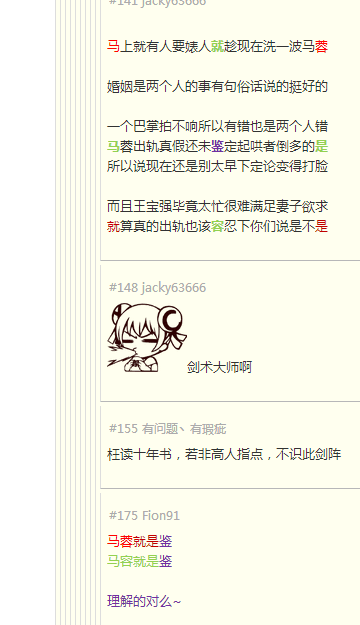 #141 jacky63666
马上就有人要婊人就趁现在洗一波马蓉
婚姻是两个人的事有句俗话说的挺好的
一个巴掌拍不响所以有错也是两个人错
马蓉出轨真假还未鉴定起哄者倒多的是
所以说现在还是别太早下定论变得打脸
而且王宝强毕竟太忙很难满足妻子欲求
就算真的出轨也该容忍下你们说是不是
#148 jacky63666
剑术大师啊
#155 有问题丶有瑕疵
枉读十年书，若非高人指点，不识此剑阵
#175 Fion91
马蓉就是鉴
马容就是鉴
理解的对么~